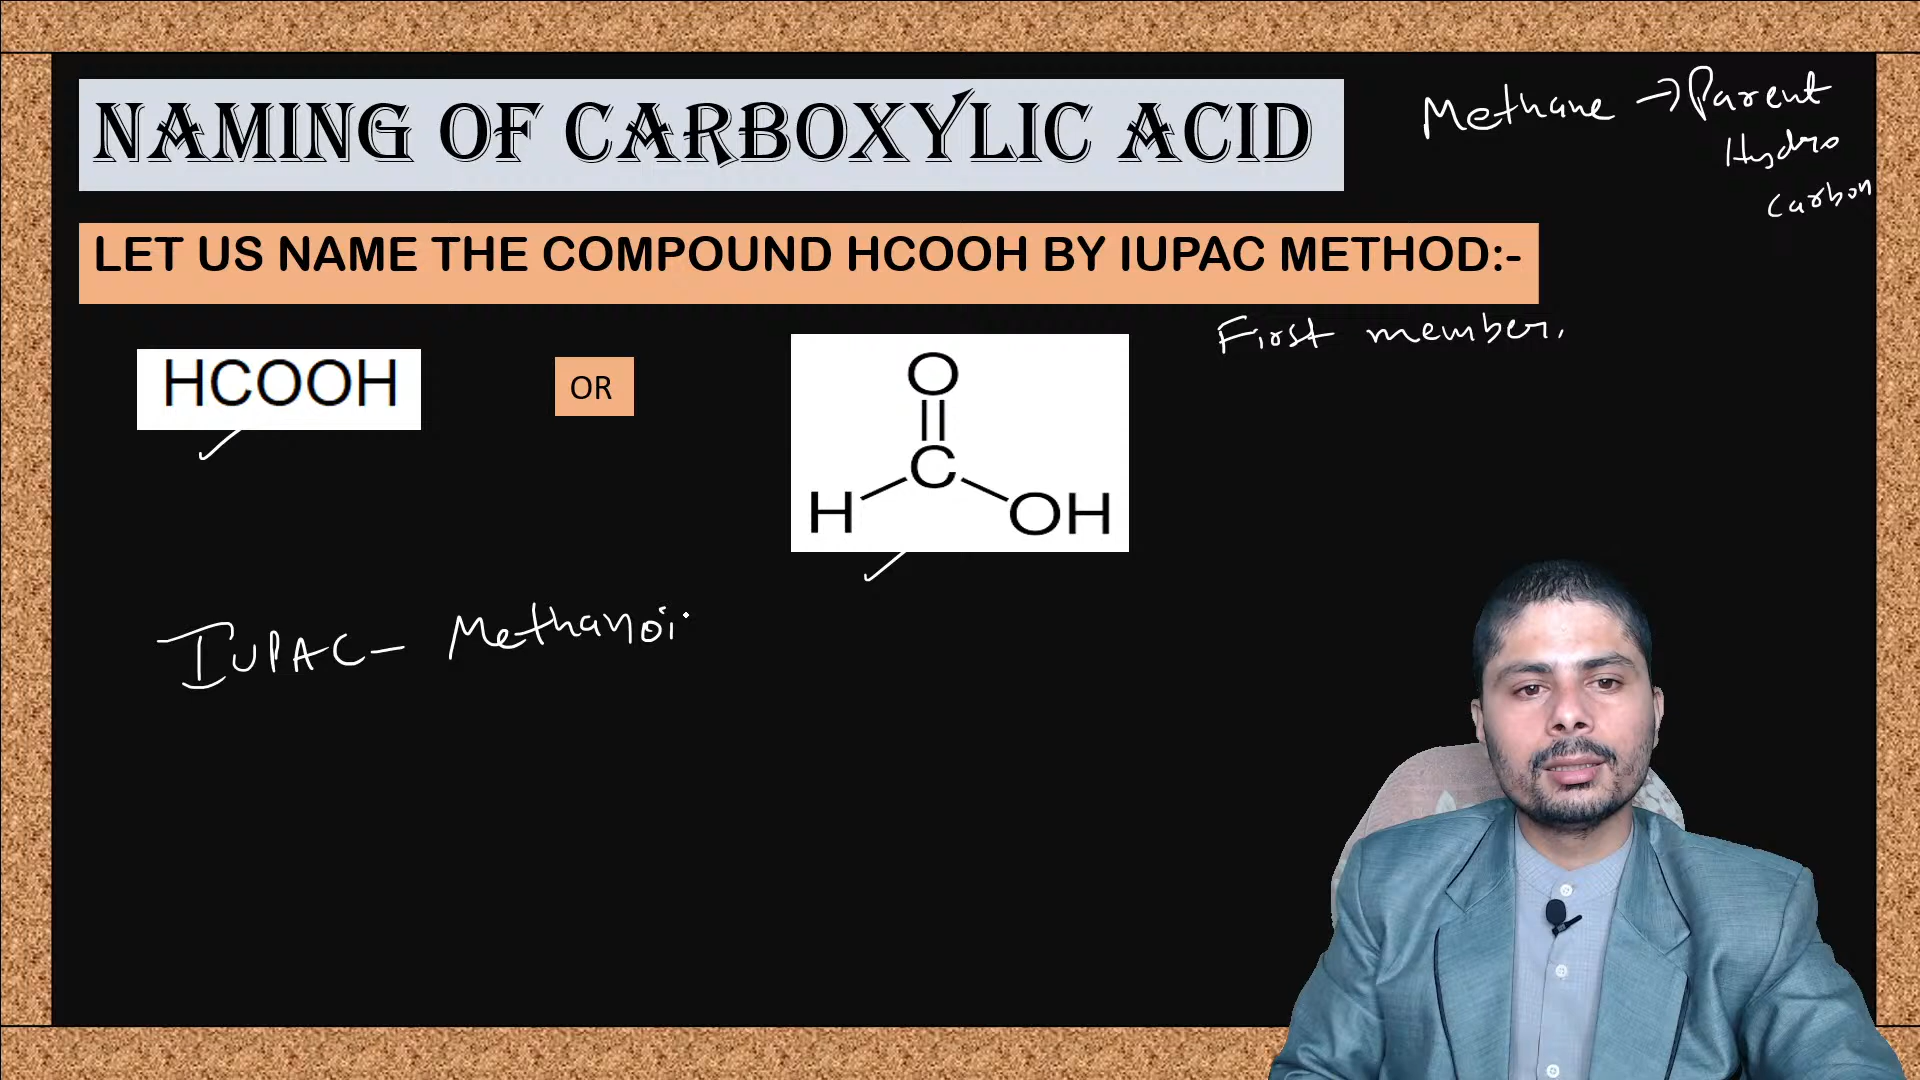 NAMING OF CARBOXYLIC ACID
Methane → Parent
Hydro
Carbon
LET US NAME THE COMPOUND HCOOH BY IUPAC METHOD:-
First member.
HCOOH
OR
O
C
H
OH
IUPAC - Methanoi